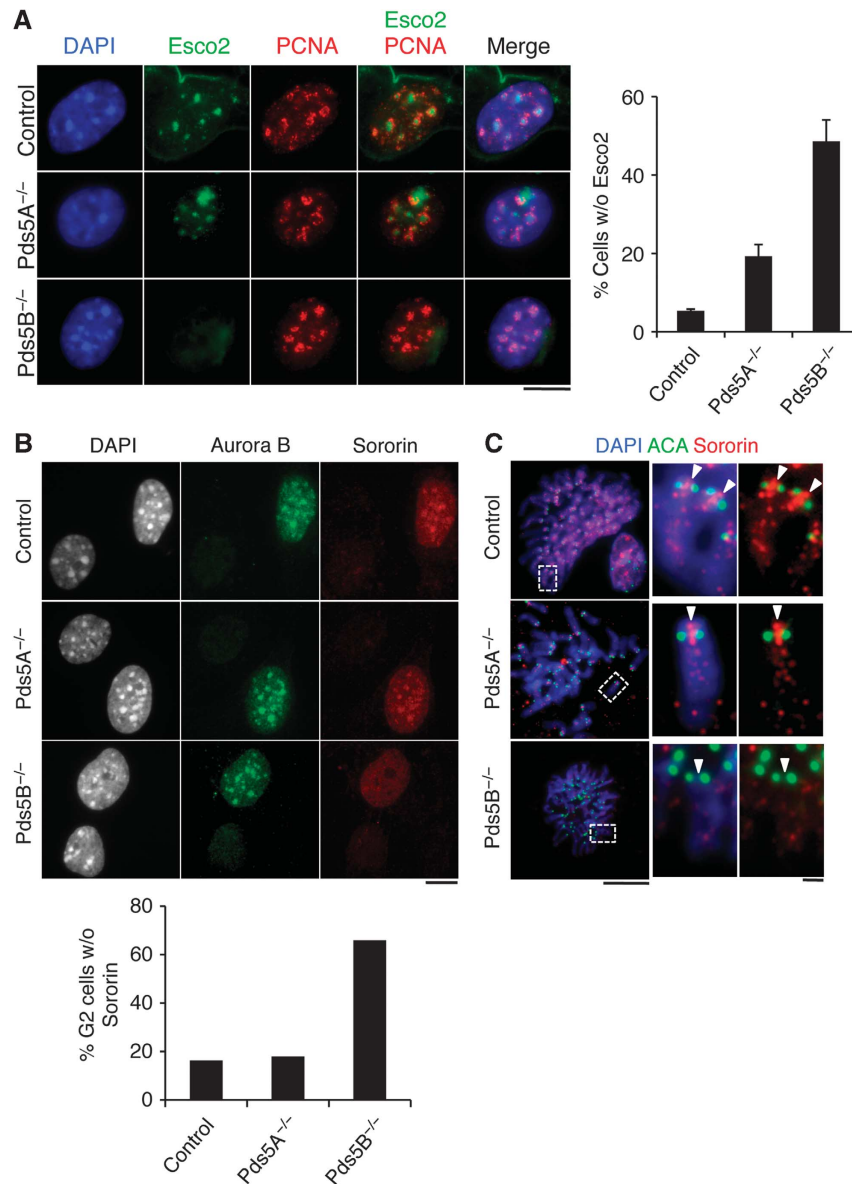 A
DAPI
Esco2
PCNA
Esco2
PCNA
Merge
Control
Pds5A−/−
Pds5B−/−
% Cells w/o Esco2
60
40
20
0
Control
Pds5A−/−
Pds5B−/−
B
DAPI
Aurora B
Sororin
Control
Pds5A−/−
Pds5B−/−
% G2 cells w/o
Sororin
80
60
40
20
0
Control
Pds5A−/−
Pds5B−/−
C
DAPI ACA Sororin
Control
Pds5A−/−
Pds5B−/−